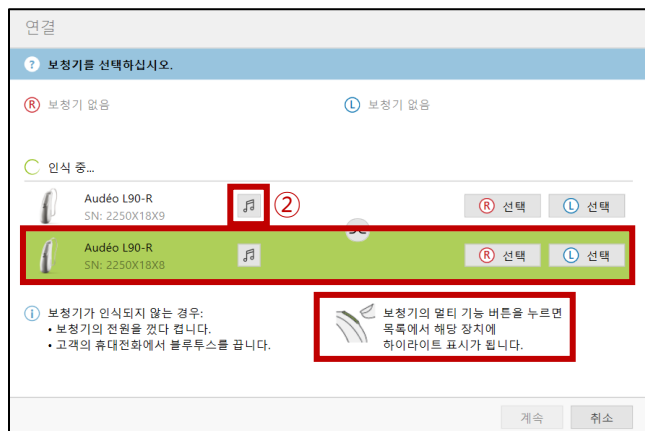 연결
? 보청기를 선택하십시오.
R 보청기 없음 L 보청기 없음
인식 중...
Audéo L90-R
SN: 2250X18X9
② R 선택 L 선택
Audéo L90-R
SN: 2250X18X8
R 선택 L 선택
i 보청기가 인식되지 않는 경우:
• 보청기의 전원을 껐다 켭니다.
• 고객의 휴대전화에서 블루투스를 끕니다.
보청기의 멀티 기능 버튼을 누르면
목록에서 해당 장치에
하이라이트 표시가 됩니다.
계속 취소